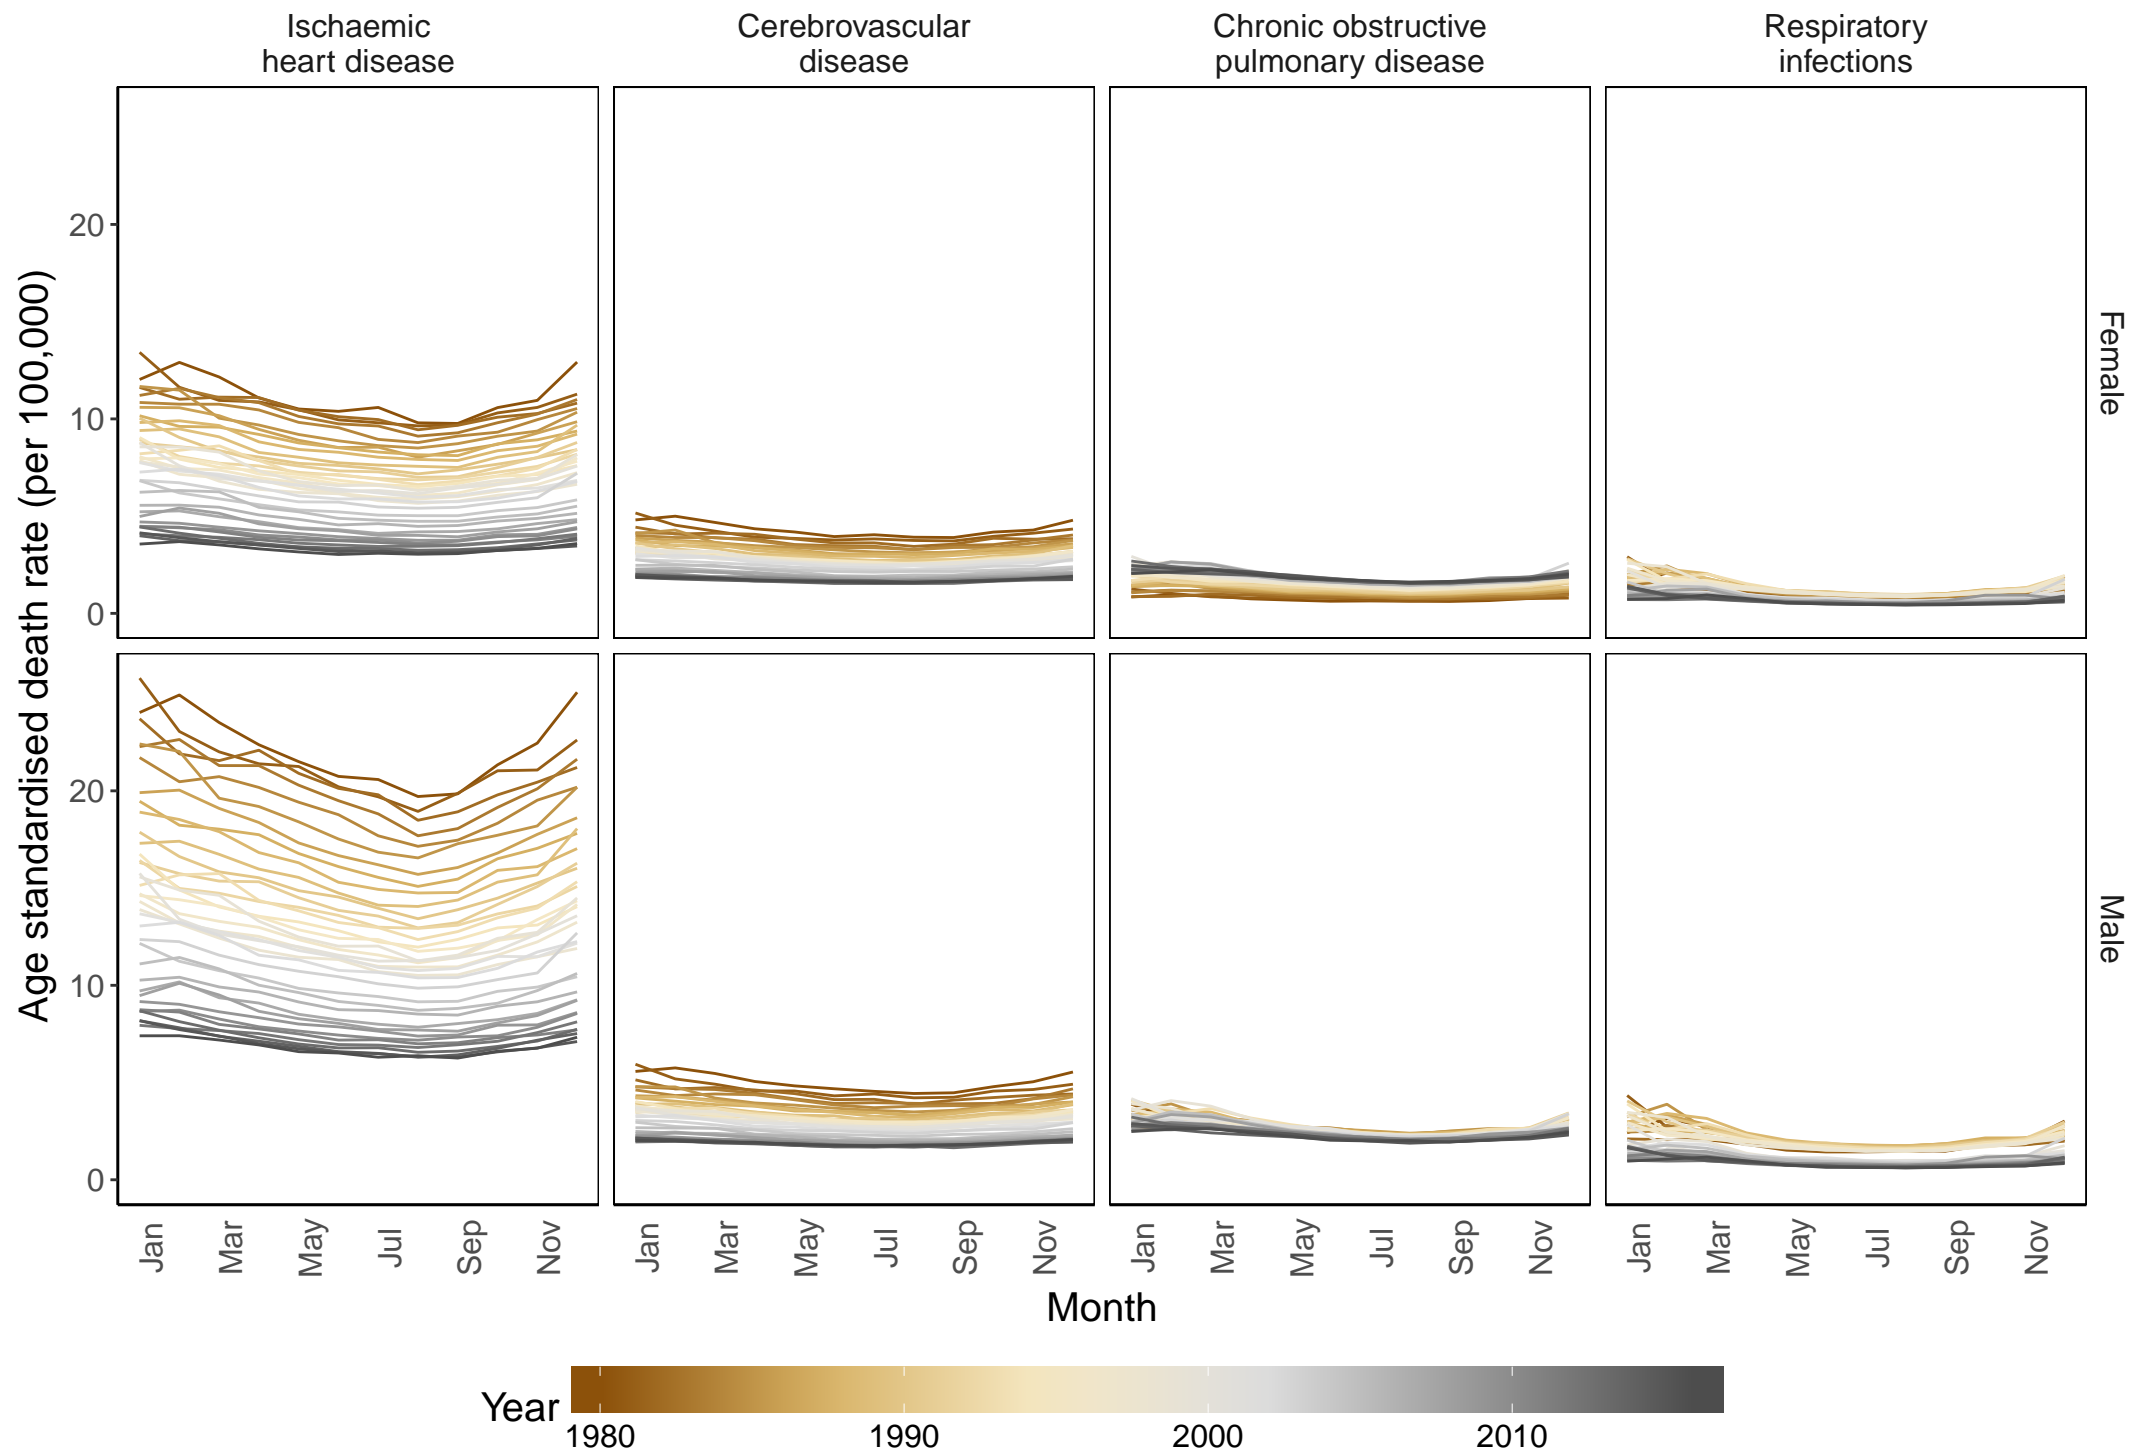 Ischaemic
heart disease
Cerebrovascular
disease
Chronic obstructive
pulmonary disease
Respiratory
infections
Age standardised death rate (per 100,000)
20
10
0
Female
20
10
0
Male
Jan Mar May Jul Sep Nov
Jan Mar May Jul Sep Nov
Jan Mar May Jul Sep Nov
Jan Mar May Jul Sep Nov
Month
Year
1980 1990 2000 2010